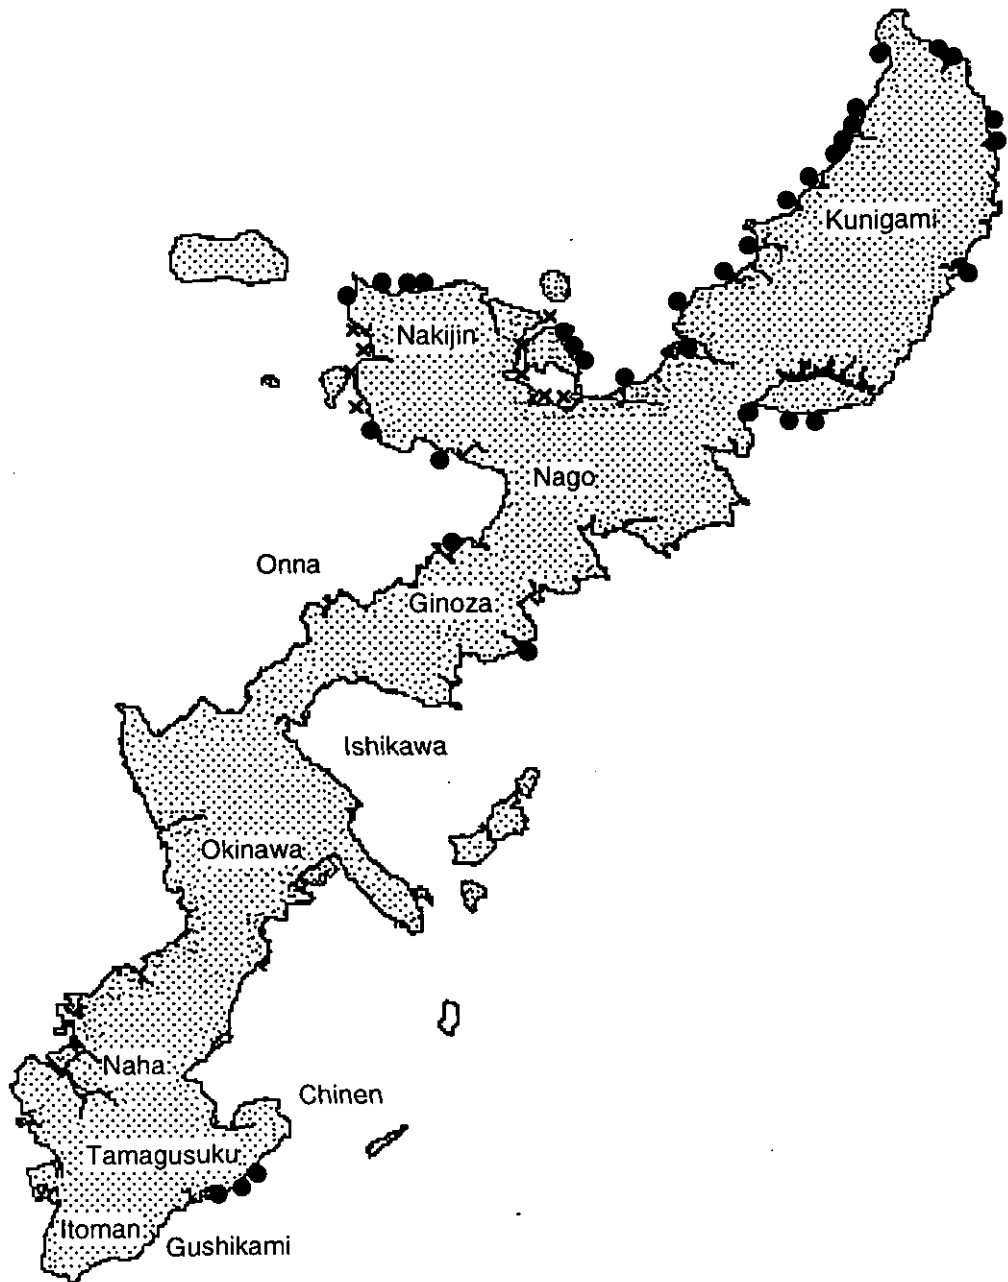 Kunigami
Nakijin
Nago
Onna
Ginoza
Ishikawa
Okinawa
Naha
Chinen
Tamagusuku
Itoman
Gushikami